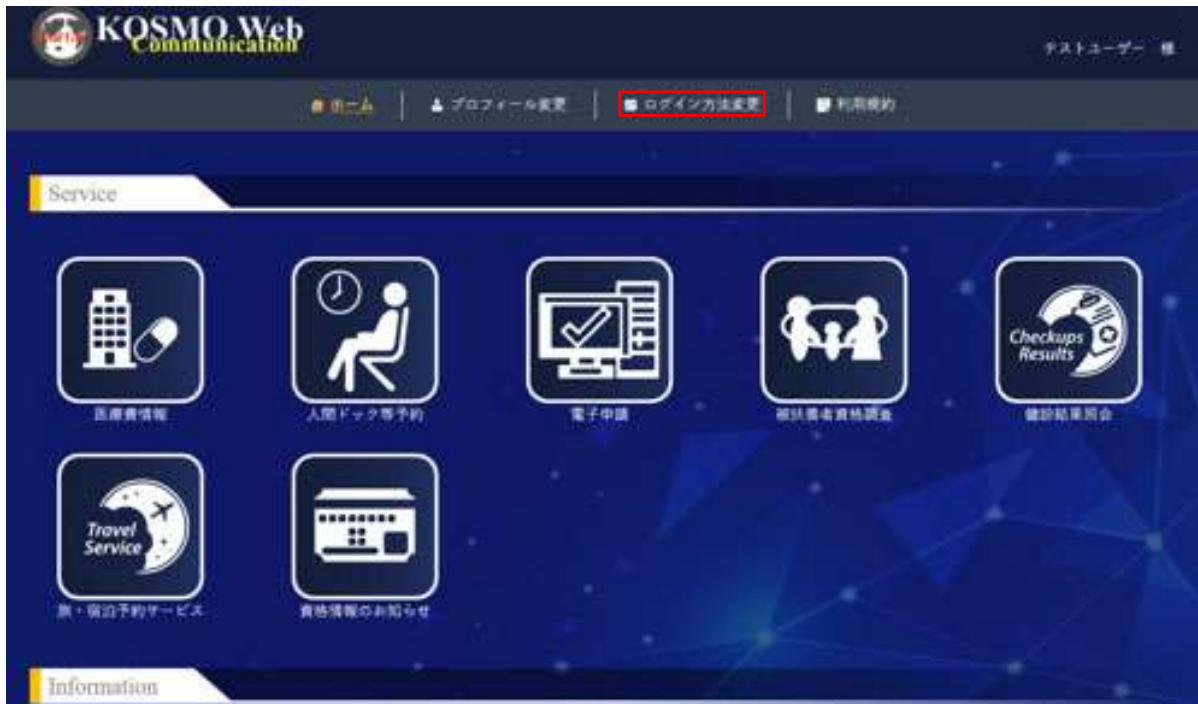 KOSMO Web
Communication
テストユーザー 様
ホーム
プロフィール変更
ログイン方法変更
利用規約
Service
医療費情報
人間ドック等予約
電子申請
被扶養者資格調査
Checkups
Results
健診結果照会
Travel
Service
旅・宿泊予約サービス
資格情報のお知らせ
Information